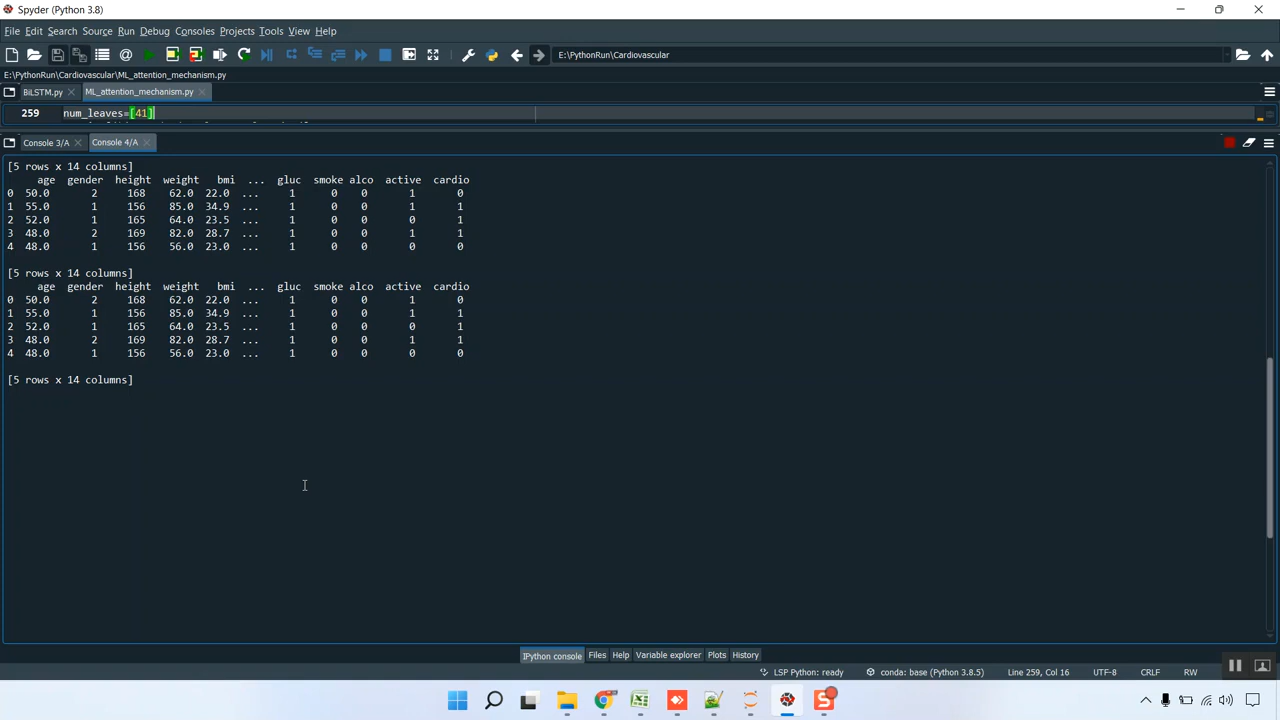 Spyder (Python 3.8)
File Edit Search Source Run Debug Consoles Projects Tools View Help
E:\PythonRun\Cardiovascular
E:\PythonRun\Cardiovascular\ML_attention_mechanism.py
BiLSTM.py ML_attention_mechanism.py
259 num_leaves=[41]
Console 3/A Console 4/A
[5 rows x 14 columns]
age gender height weight bmi ... gluc smoke alco active cardio
0 50.0 2 168 62.0 22.0 ... 1 0 0 1 0
1 55.0 1 156 85.0 34.9 ... 1 0 0 1 1
2 52.0 1 165 64.0 23.5 ... 1 0 0 0 1
3 48.0 2 169 82.0 28.7 ... 1 0 0 1 1
4 48.0 1 156 56.0 23.0 ... 1 0 0 0 0
[5 rows x 14 columns]
age gender height weight bmi ... gluc smoke alco active cardio
0 50.0 2 168 62.0 22.0 ... 1 0 0 1 0
1 55.0 1 156 85.0 34.9 ... 1 0 0 1 1
2 52.0 1 165 64.0 23.5 ... 1 0 0 0 1
3 48.0 2 169 82.0 28.7 ... 1 0 0 1 1
4 48.0 1 156 56.0 23.0 ... 1 0 0 0 0
[5 rows x 14 columns]
IPython console Files Help Variable explorer Plots History
LSP Python: ready conda: base (Python 3.8.5) Line 259, Col 16 UTF-8 CRLF RW